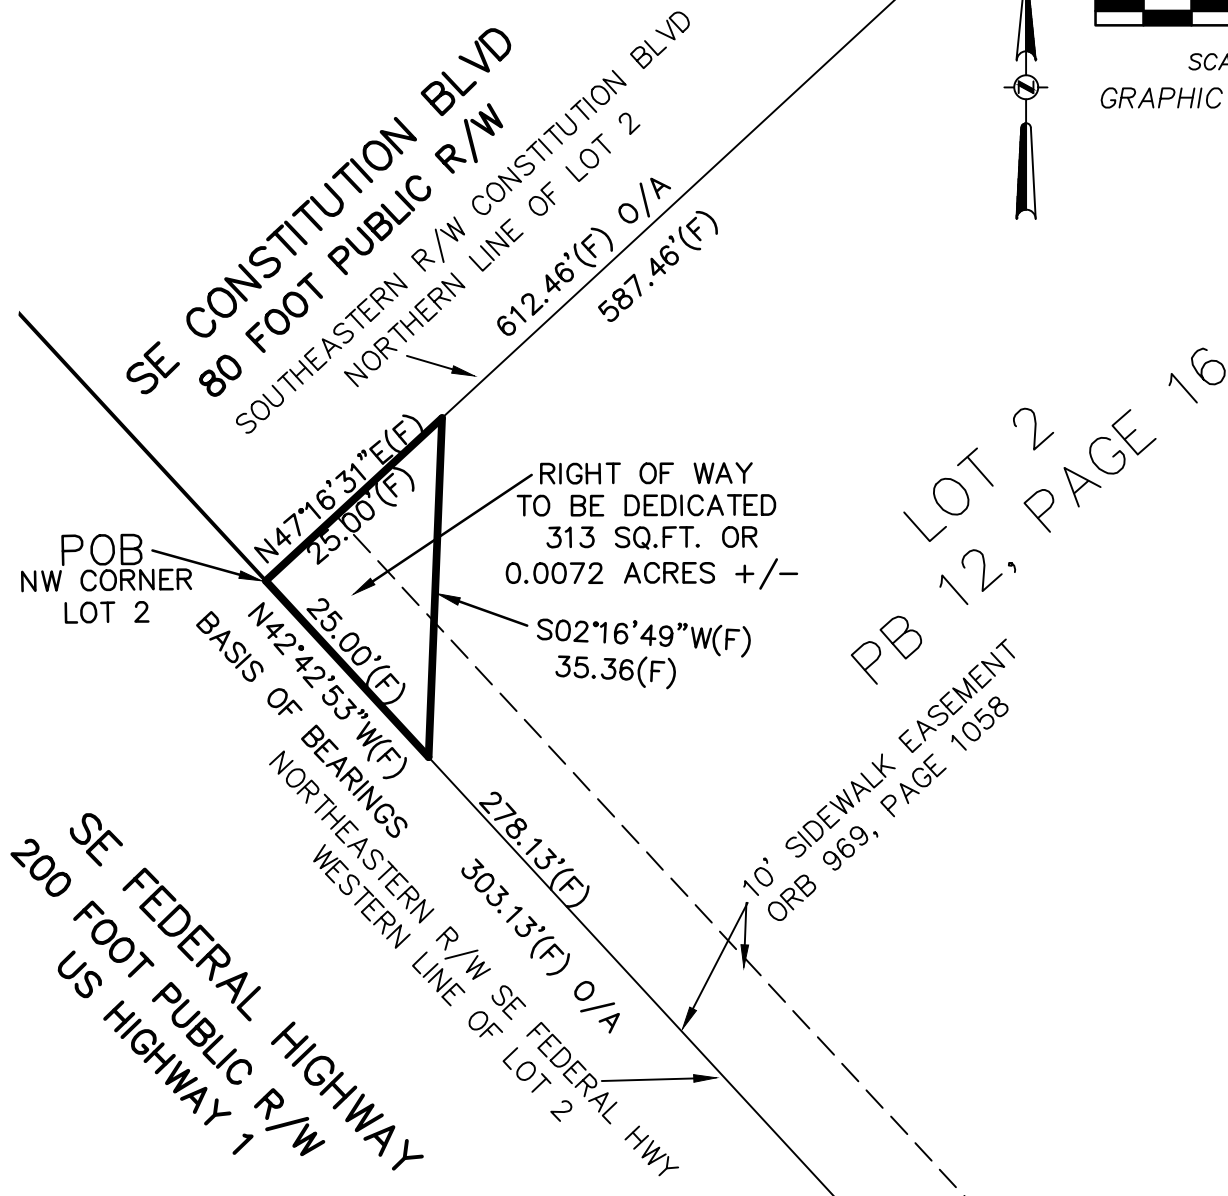 SE CONSTITUTION BLVD
80 FOOT PUBLIC R/W
SOUTHEASTERN R/W CONSTITUTION BLVD
NORTHERN LINE OF LOT 2
612.46'(F) O/A
587.46'(F)
N
SCA
GRAPHIC
N47°16'31"E(F)
25.00'(F)
RIGHT OF WAY
TO BE DEDICATED
313 SQ.FT. OR
0.0072 ACRES +/-
POB
NW CORNER
LOT 2
S02°16'49"W(F)
35.36(F)
25.00'(F)
N42°42'53"W(F)
BASIS OF BEARINGS
NORTHEASTERN R/W SE FEDERAL HWY
WESTERN LINE OF LOT 2
278.13'(F)
303.13'(F) O/A
LOT 2
PB 12, PAGE 16
10' SIDEWALK EASEMENT
ORB 969, PAGE 1058
SE FEDERAL HIGHWAY
200 FOOT PUBLIC R/W
US HIGHWAY 1